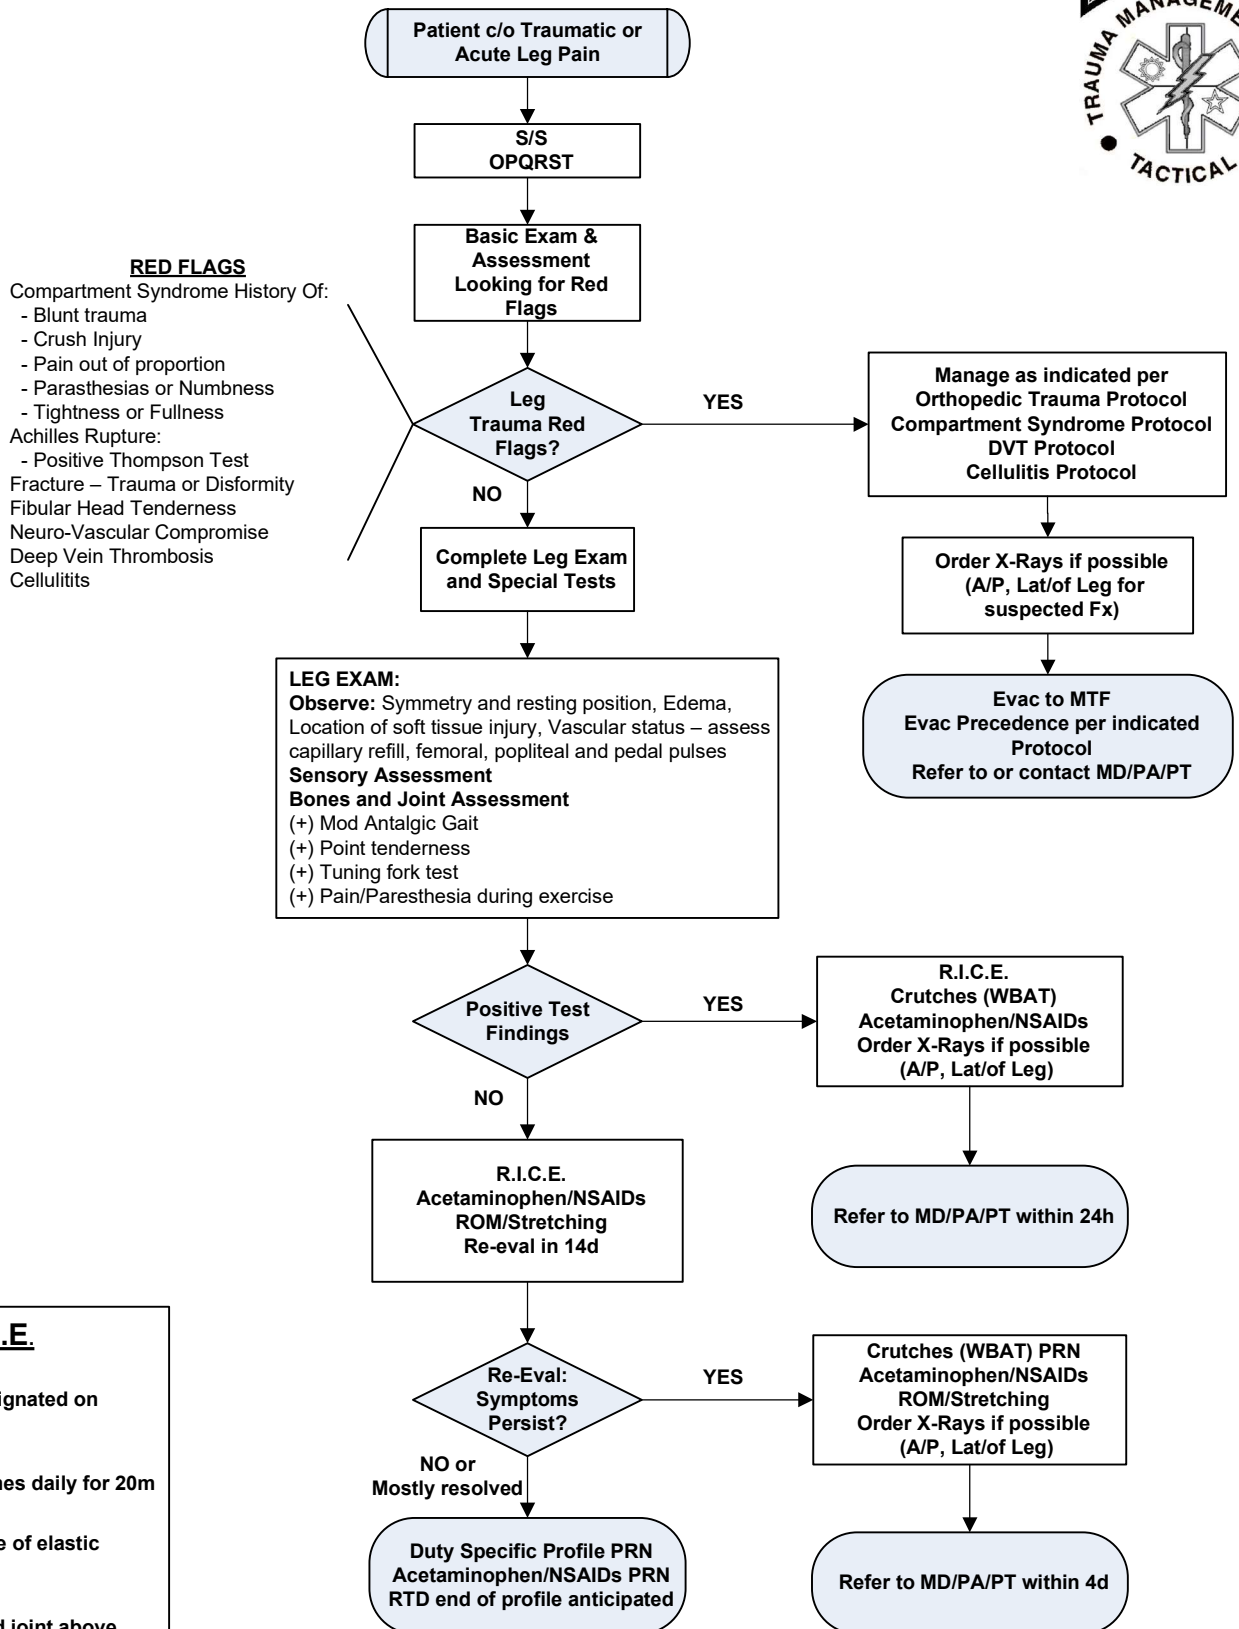 Patient c/o Traumatic or
Acute Leg Pain
TRAUMA MANAGEME
TACTICAL
S/S
OPQRST
Basic Exam &
Assessment
Looking for Red
Flags
RED FLAGS
Compartment Syndrome History Of:
- Blunt trauma
- Crush Injury
- Pain out of proportion
- Parasthesias or Numbness
- Tightness or Fullness
Achilles Rupture:
- Positive Thompson Test
Fracture – Trauma or Disformity
Fibular Head Tenderness
Neuro-Vascular Compromise
Deep Vein Thrombosis
Cellulitits
Leg
Trauma Red
Flags?
YES
Manage as indicated per
Orthopedic Trauma Protocol
Compartment Syndrome Protocol
DVT Protocol
Cellulitis Protocol
NO
Complete Leg Exam
and Special Tests
Order X-Rays if possible
(A/P, Lat/of Leg for
suspected Fx)
Evac to MTF
Evac Precedence per indicated
Protocol
Refer to or contact MD/PA/PT
LEG EXAM:
Observe: Symmetry and resting position, Edema,
Location of soft tissue injury, Vascular status – assess
capillary refill, femoral, popliteal and pedal pulses
Sensory Assessment
Bones and Joint Assessment
(+) Mod Antalgic Gait
(+) Point tenderness
(+) Tuning fork test
(+) Pain/Paresthesia during exercise
Positive Test
Findings
YES
R.I.C.E.
Crutches (WBAT)
Acetaminophen/NSAIDs
Order X-Rays if possible
(A/P, Lat/of Leg)
NO
R.I.C.E.
Acetaminophen/NSAIDs
ROM/Stretching
Re-eval in 14d
Refer to MD/PA/PT within 24h
Re-Eval:
Symptoms
Persist?
YES
Crutches (WBAT) PRN
Acetaminophen/NSAIDs
ROM/Stretching
Order X-Rays if possible
(A/P, Lat/of Leg)
NO or
Mostly resolved
Duty Specific Profile PRN
Acetaminophen/NSAIDs PRN
RTD end of profile anticipated
Refer to MD/PA/PT within 4d
.E.
ignated on
nes daily for 20m
e of elastic
d joint above